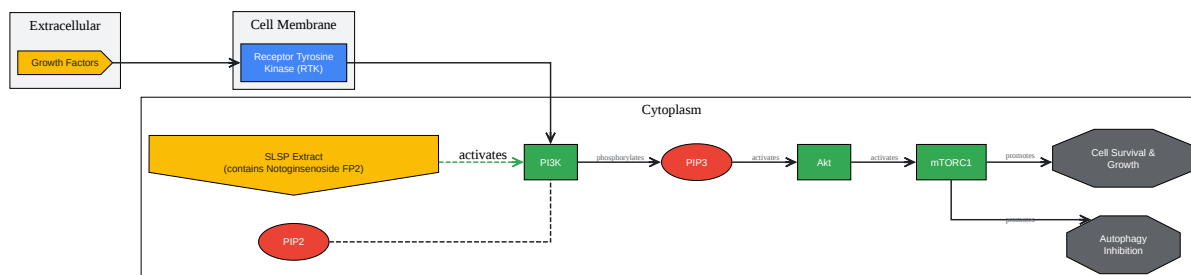 Extracellular
Growth Factors
Cell Membrane
Receptor Tyrosine
Kinase (RTK)
Cytoplasm
SLSP Extract
(contains Notoginsenoside FP2)
activates
PI3K
phosphorylates
PIP3
activates
Akt
activates
mTORC1
promotes
Cell Survival &
Growth
PIP2
promotes
Autophagy
Inhibition